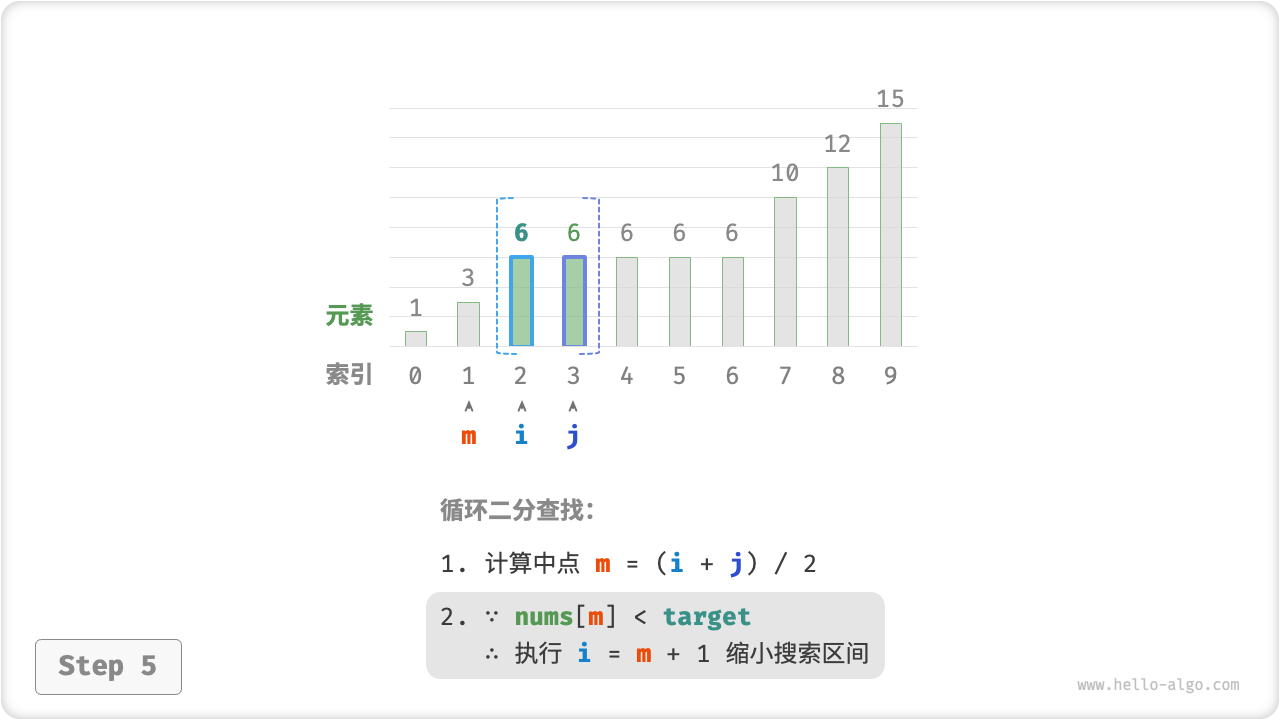 15
12
10
6 6 6 6 6
3
1
元素
索引 0 1 2 3 4 5 6 7 8 9
m i j
循环二分查找:
1. 计算中点 m = (i + j) / 2
2. ∵ nums[m] < target
∴ 执行 i = m + 1 缩小搜索区间
Step 5
www.hello-algo.com